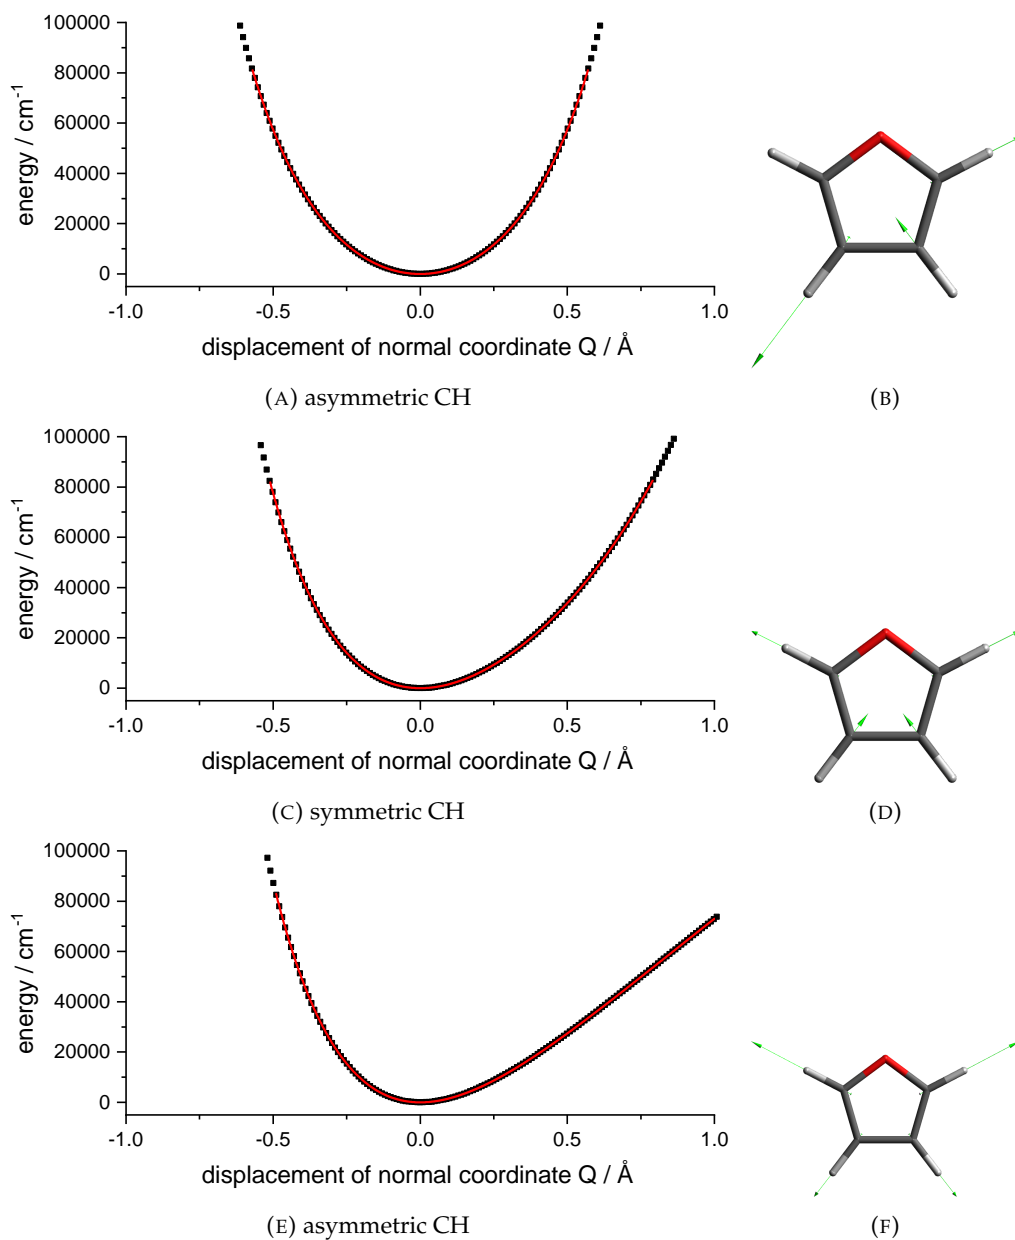 100000
80000
60000
40000
20000
0
energy / cm-1
-1.0 -0.5 0.0 0.5 1.0
displacement of normal coordinate Q / Å
(A) asymmetric CH
(B)
100000
80000
60000
40000
20000
0
energy / cm-1
-1.0 -0.5 0.0 0.5 1.0
displacement of normal coordinate Q / Å
(C) symmetric CH
(D)
100000
80000
60000
40000
20000
0
energy / cm-1
-1.0 -0.5 0.0 0.5 1.0
displacement of normal coordinate Q / Å
(E) asymmetric CH
(F)